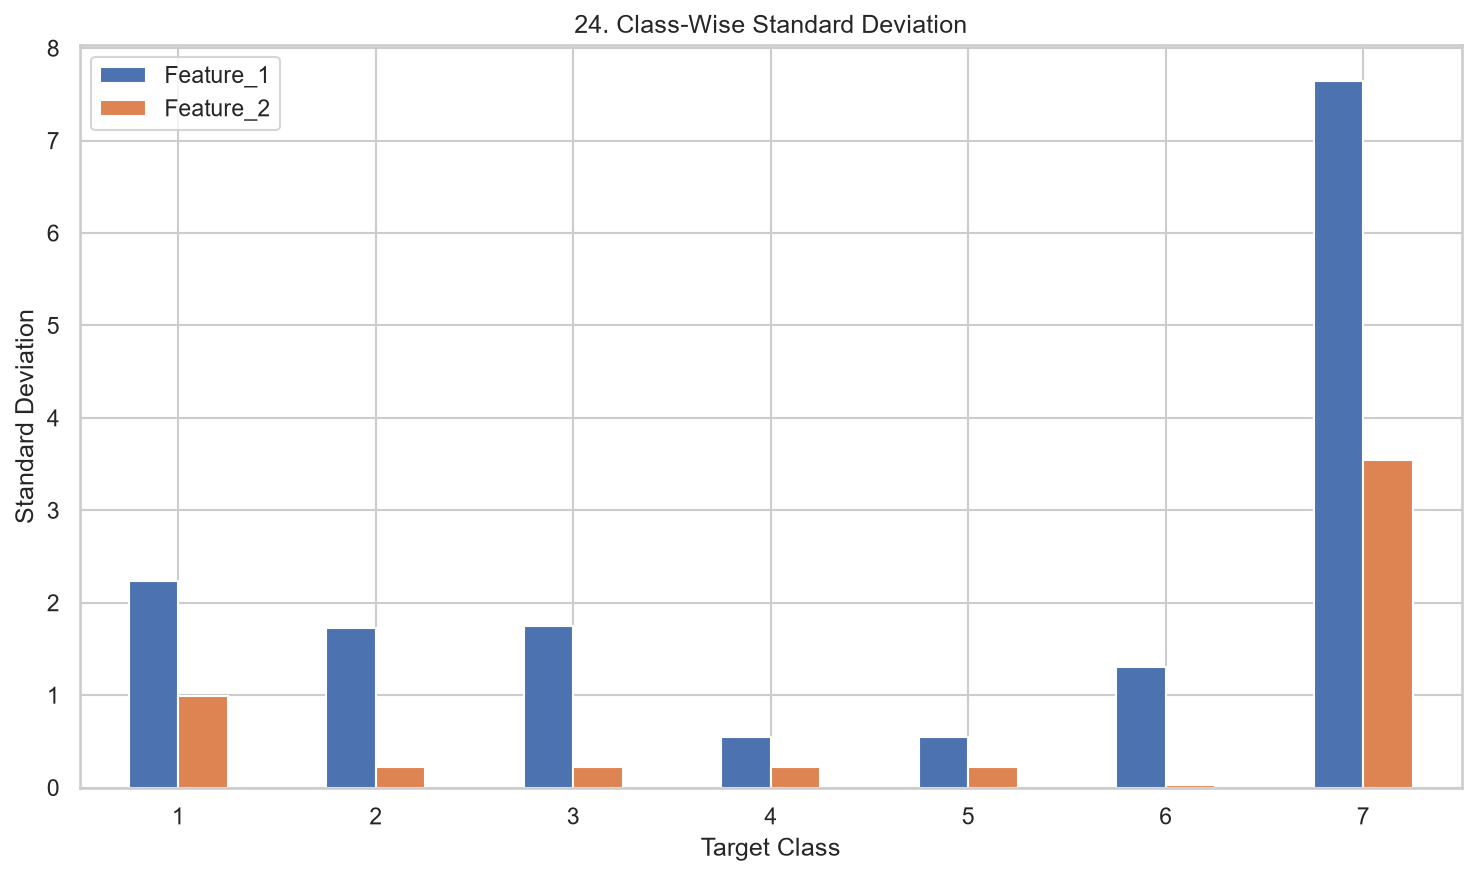 24. Class-Wise Standard Deviation
Feature_1
Feature_2
8
7
6
5
4
3
2
1
0
Standard Deviation
1 2 3 4 5 6 7
Target Class